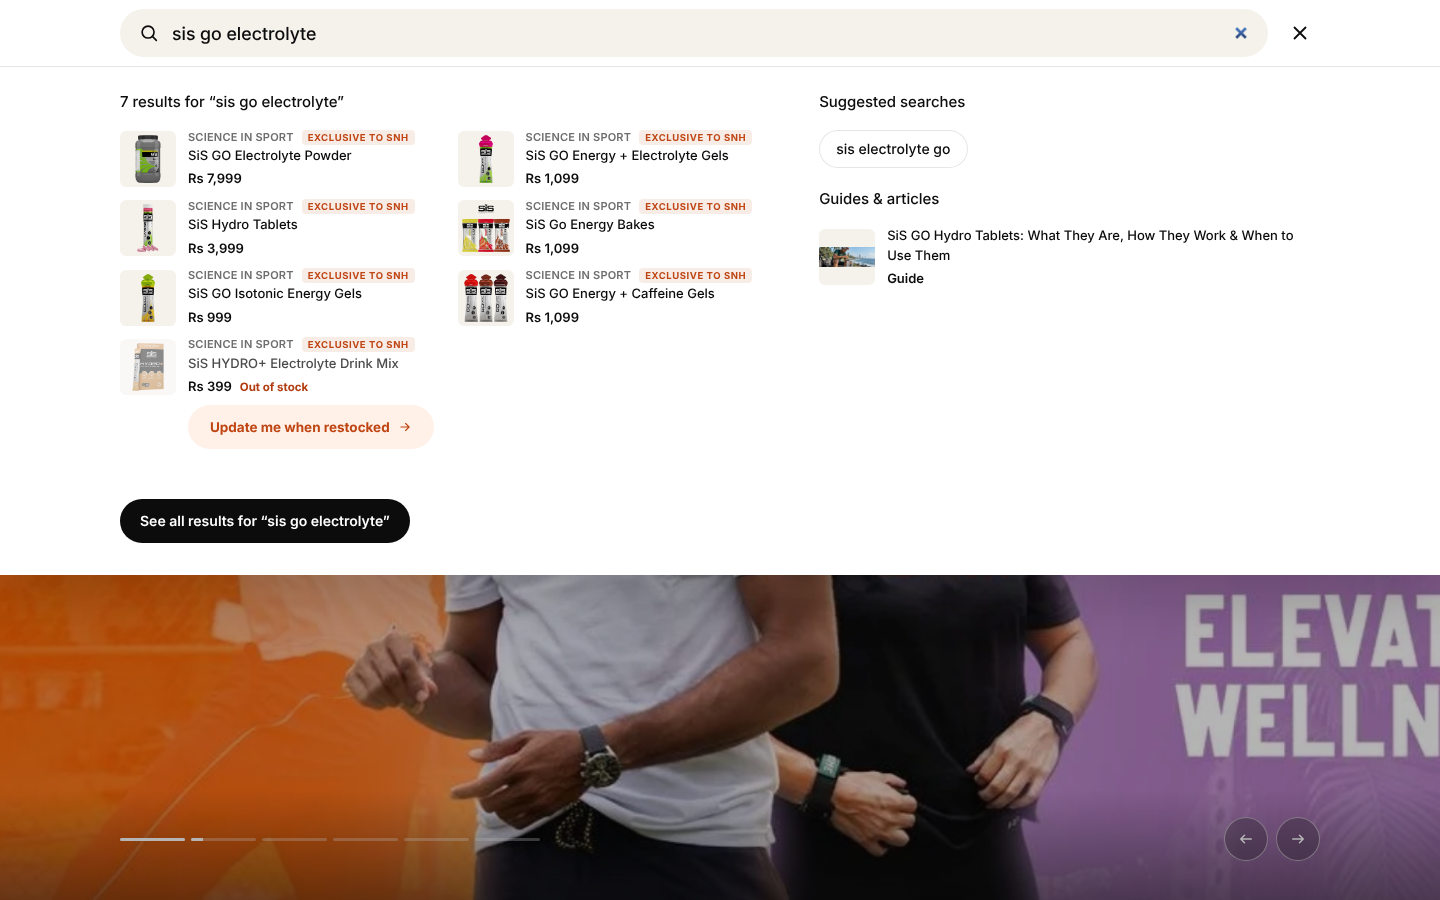 sis go electrolyte
7 results for “sis go electrolyte”
SCIENCE IN SPORT EXCLUSIVE TO SNH
SiS GO Electrolyte Powder
Rs 7,999
SCIENCE IN SPORT EXCLUSIVE TO SNH
SiS GO Energy + Electrolyte Gels
Rs 1,099
SCIENCE IN SPORT EXCLUSIVE TO SNH
SiS Hydro Tablets
Rs 3,999
SCIENCE IN SPORT EXCLUSIVE TO SNH
SiS Go Energy Bakes
Rs 1,099
SCIENCE IN SPORT EXCLUSIVE TO SNH
SiS GO Isotonic Energy Gels
Rs 999
SCIENCE IN SPORT EXCLUSIVE TO SNH
SiS GO Energy + Caffeine Gels
Rs 1,099
SCIENCE IN SPORT EXCLUSIVE TO SNH
SiS HYDRO+ Electrolyte Drink Mix
Rs 399 Out of stock
Update me when restocked
See all results for “sis go electrolyte”
Suggested searches
sis electrolyte go
Guides & articles
SiS GO Hydro Tablets: What They Are, How They Work & When to
Use Them
Guide
SiS
ELEVAT
WELLN